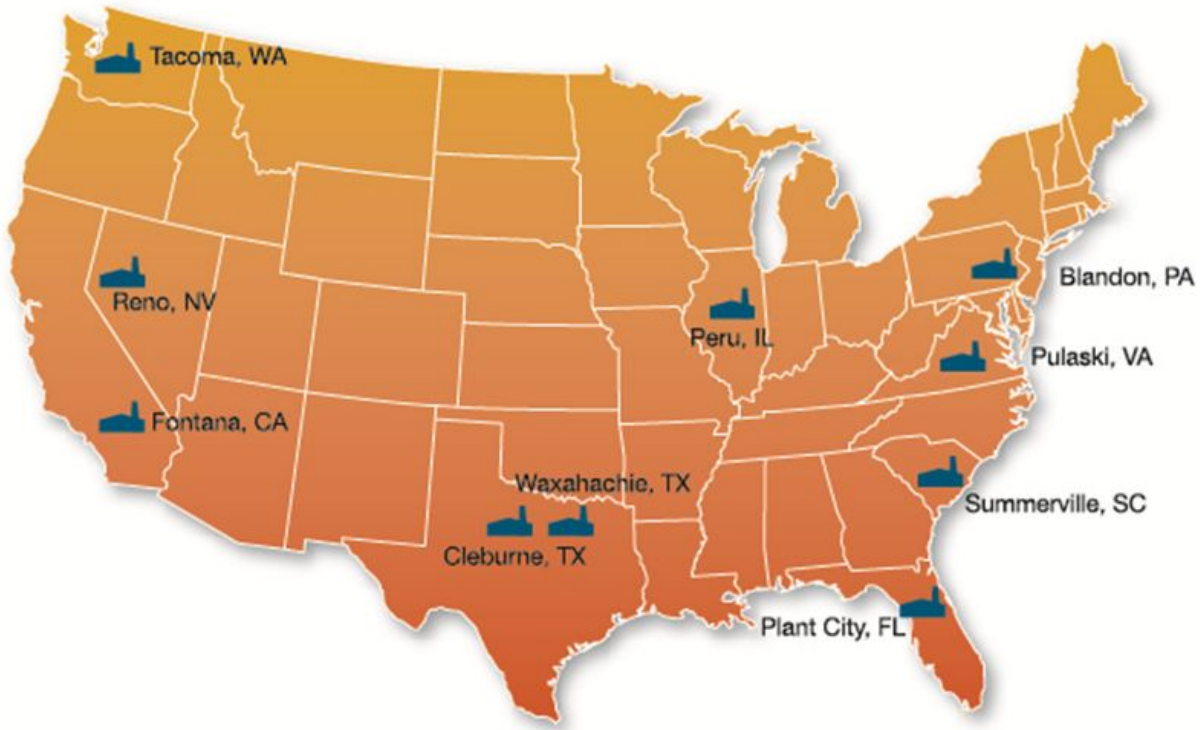 Tacoma, WA
Blandon, PA
Reno, NV
Peru, IL
Pulaski, VA
Fontana, CA
Waxahachie, TX
Summerville, SC
Cleburne, TX
Plant City, FL